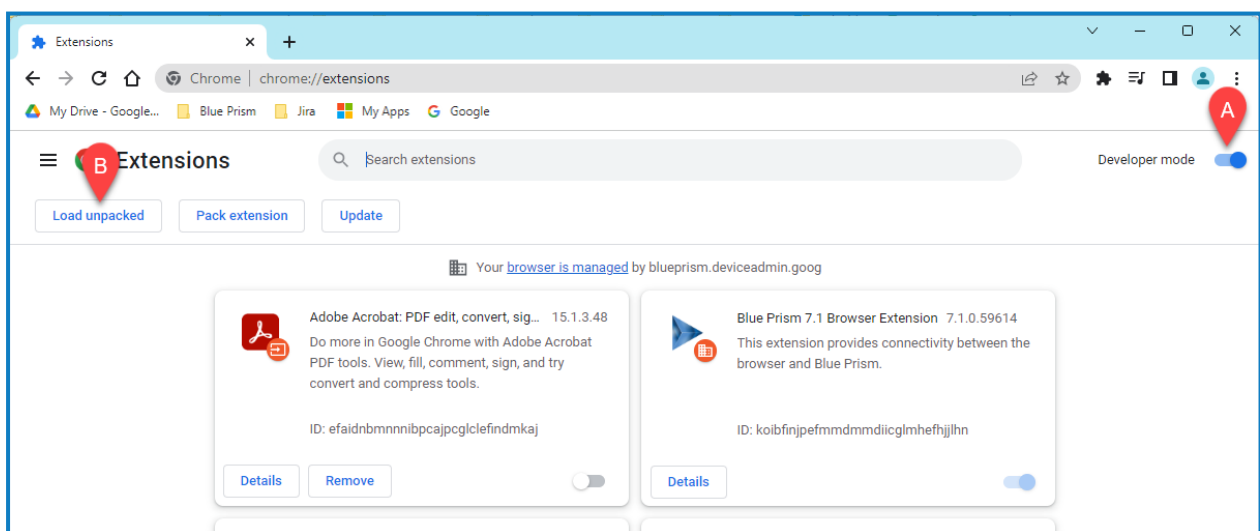 Extensions
Chrome | chrome://extensions
My Drive - Google... Blue Prism Jira My Apps G Google
A
B
Extensions
Search extensions
Developer mode
Load unpacked Pack extension Update
Your browser is managed by blueprism.deviceadmin.goog
Adobe Acrobat: PDF edit, convert, sig... 15.1.3.48
Do more in Google Chrome with Adobe Acrobat
PDF tools. View, fill, comment, sign, and try
convert and compress tools.
ID: efaidnbmnnnibpcajpcglclefindmkaj
Details Remove
Blue Prism 7.1 Browser Extension 7.1.0.59614
This extension provides connectivity between the
browser and Blue Prism.
ID: koibfinjpefmmdmmdiicglmhefhjjlhn
Details